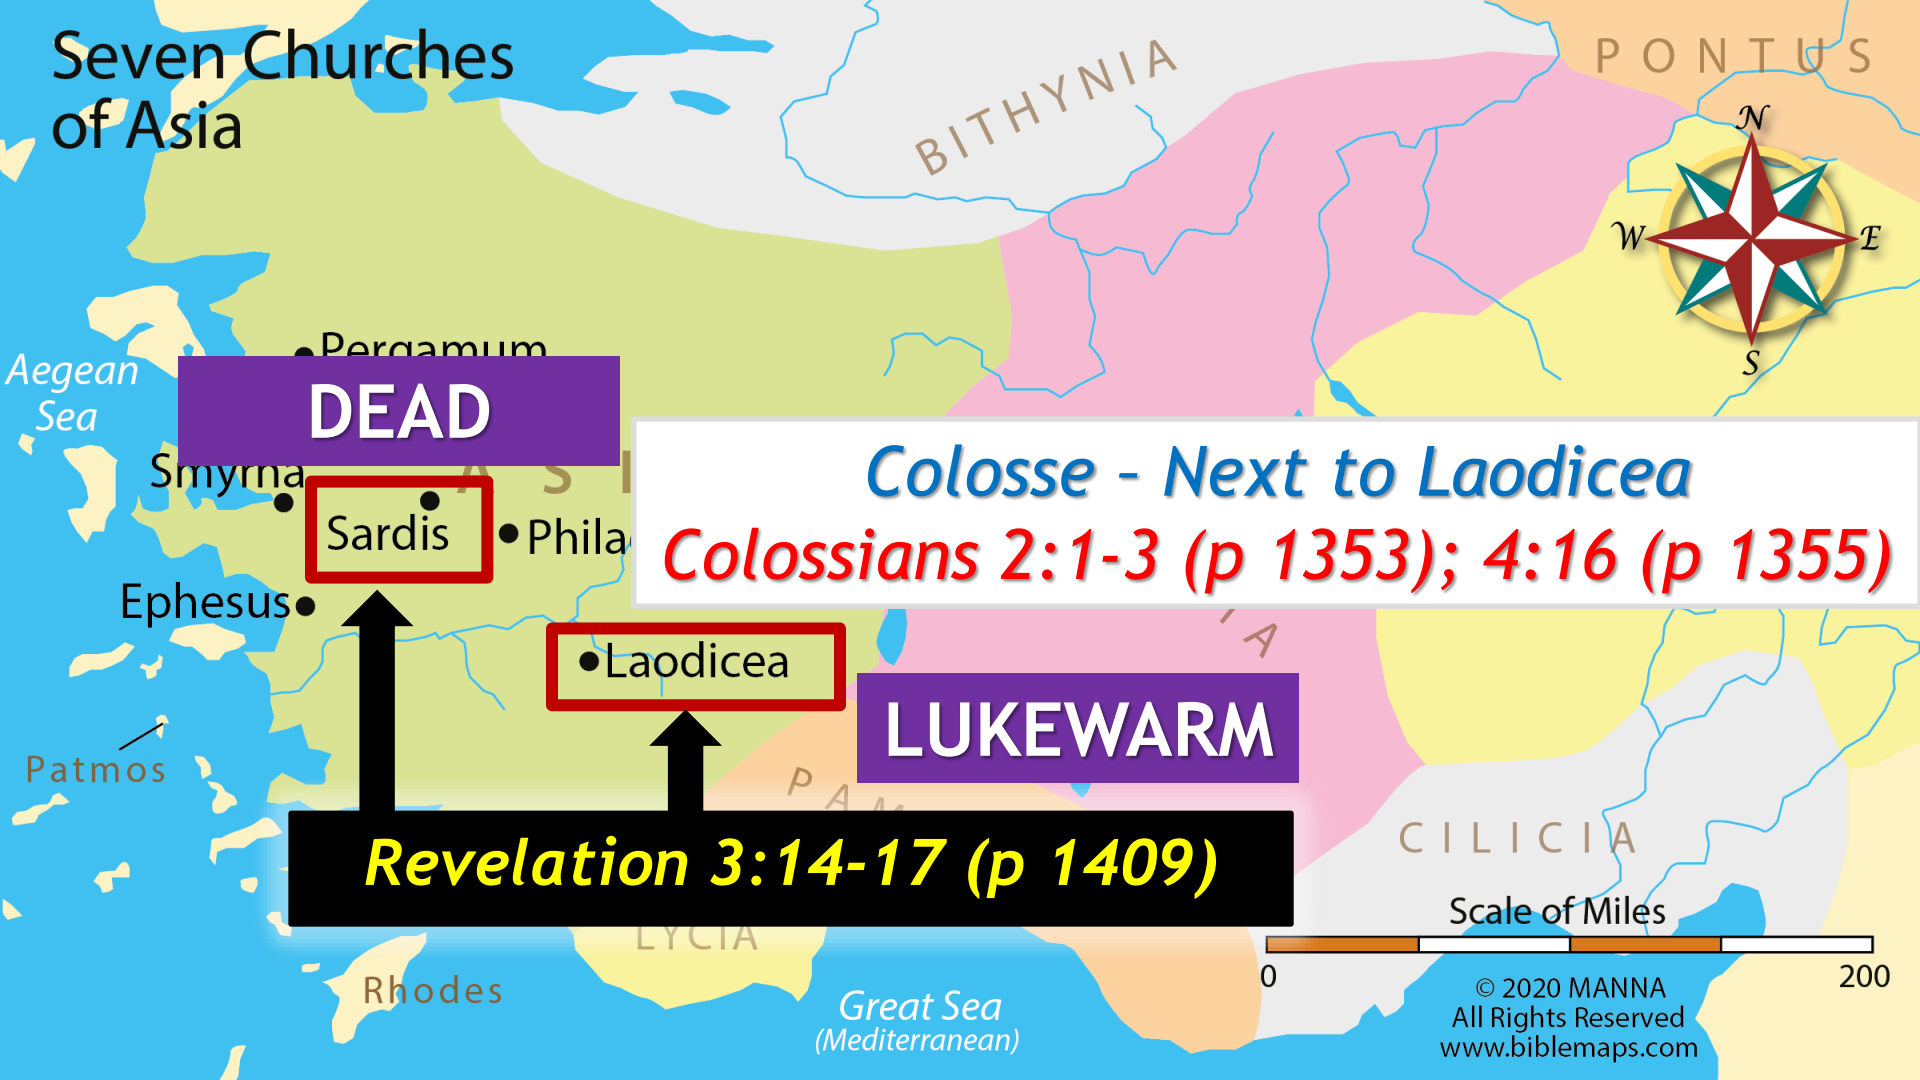 Seven Churches
of Asia
BITHYNIA
PONTUS
N
W
E
S
Pergamum
Aegean
Sea
DEAD
Smyrna
A S I
Sardis
Colosse – Next to Laodicea
Colossians 2:1-3 (p 1353); 4:16 (p 1355)
Ephesus
Laodicea
LUKEWARM
Patmos
Revelation 3:14-17 (p 1409)
CILICIA
LYCIA
Rhodes
Great Sea
(Mediterranean)
Scale of Miles
0
200
© 2020 MANNA
All Rights Reserved
www.biblemaps.com